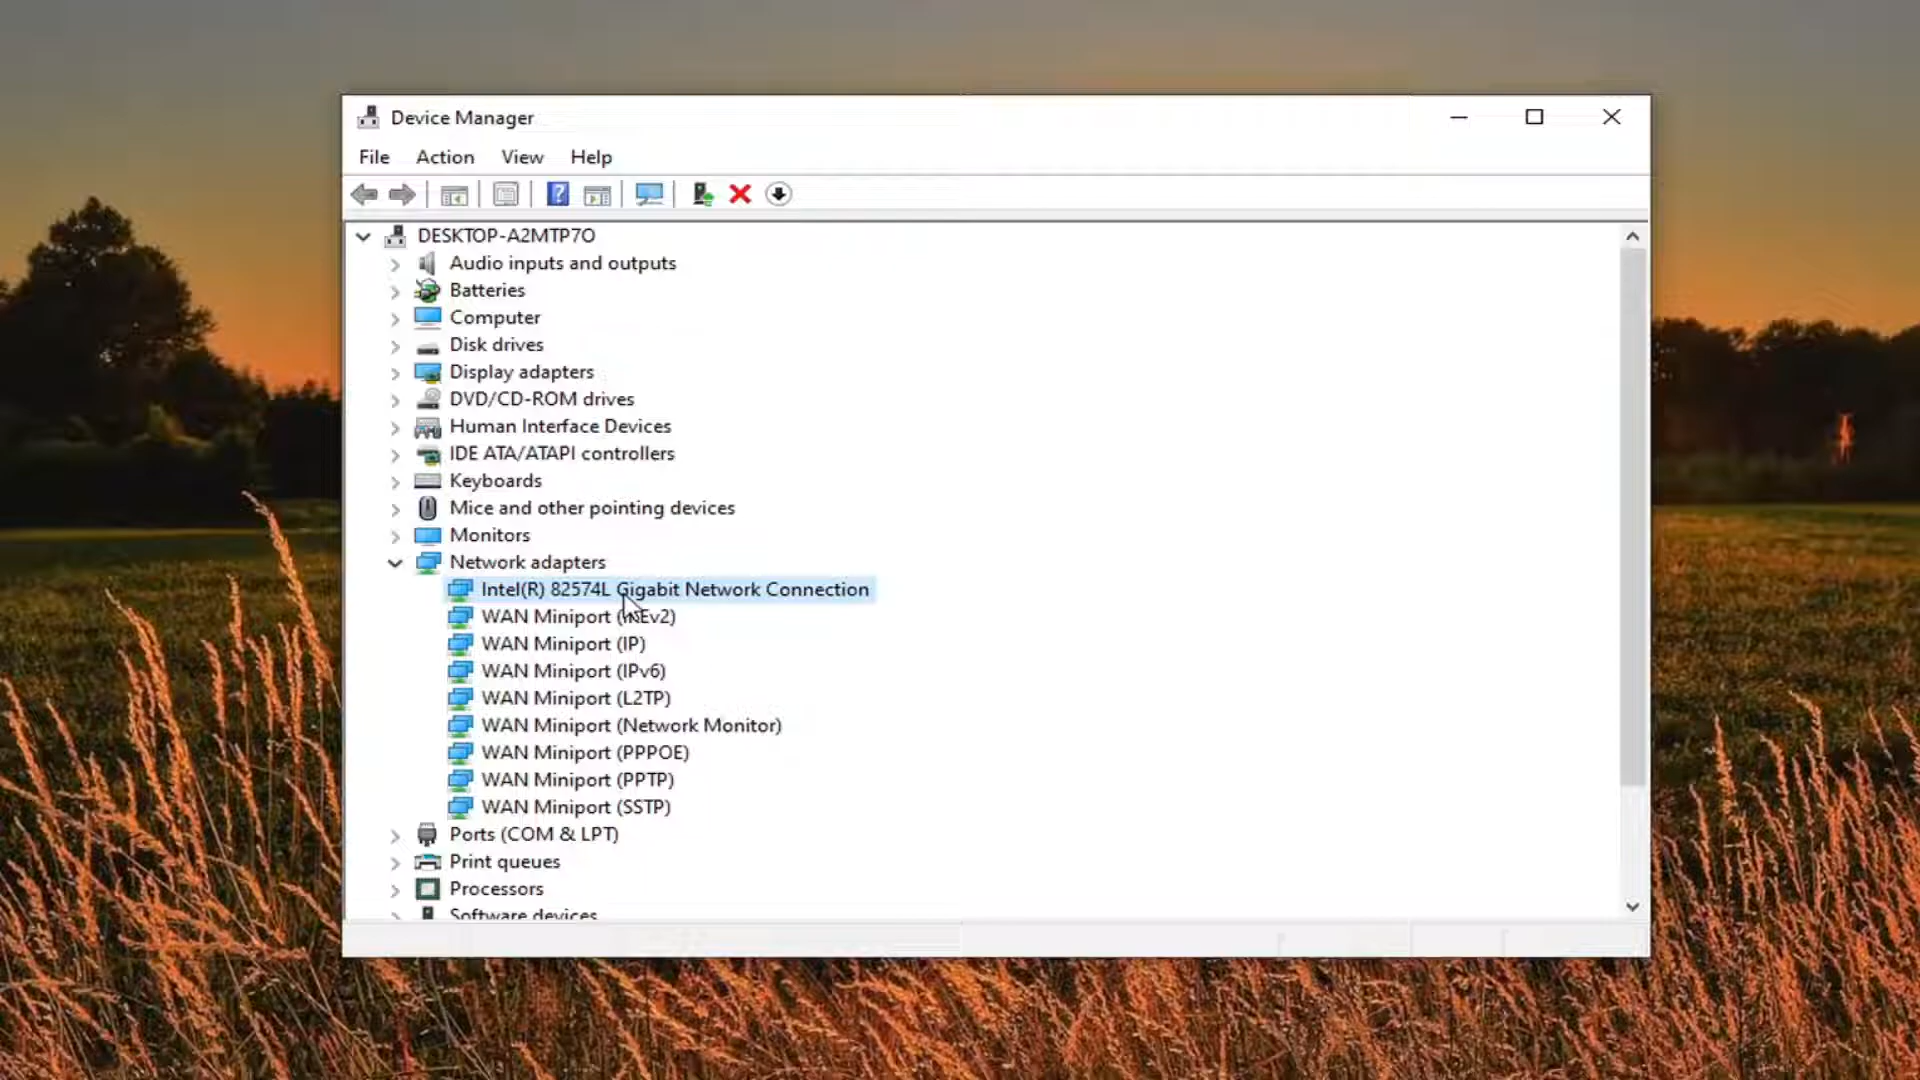 Device Manager
File Action View Help
DESKTOP-A2MTP7O
Audio inputs and outputs
Batteries
Computer
Disk drives
Display adapters
DVD/CD-ROM drives
Human Interface Devices
IDE ATA/ATAPI controllers
Keyboards
Mice and other pointing devices
Monitors
Network adapters
Intel(R) 82574L Gigabit Network Connection
WAN Miniport (IKEv2)
WAN Miniport (IP)
WAN Miniport (IPv6)
WAN Miniport (L2TP)
WAN Miniport (Network Monitor)
WAN Miniport (PPPOE)
WAN Miniport (PPTP)
WAN Miniport (SSTP)
Ports (COM & LPT)
Print queues
Processors
Software devices